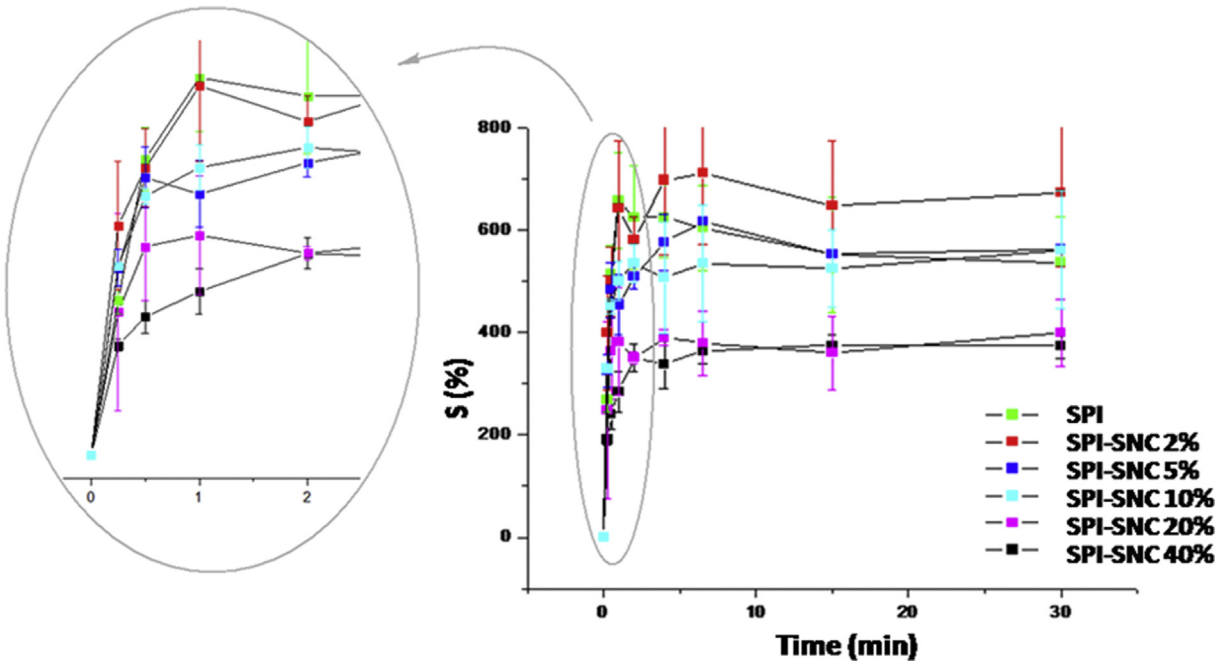 0
1
2
800
600
400
200
0
S (%)
0
10
20
30
Time (min)
SPI
SPI-SNC 2%
SPI-SNC 5%
SPI-SNC 10%
SPI-SNC 20%
SPI-SNC 40%